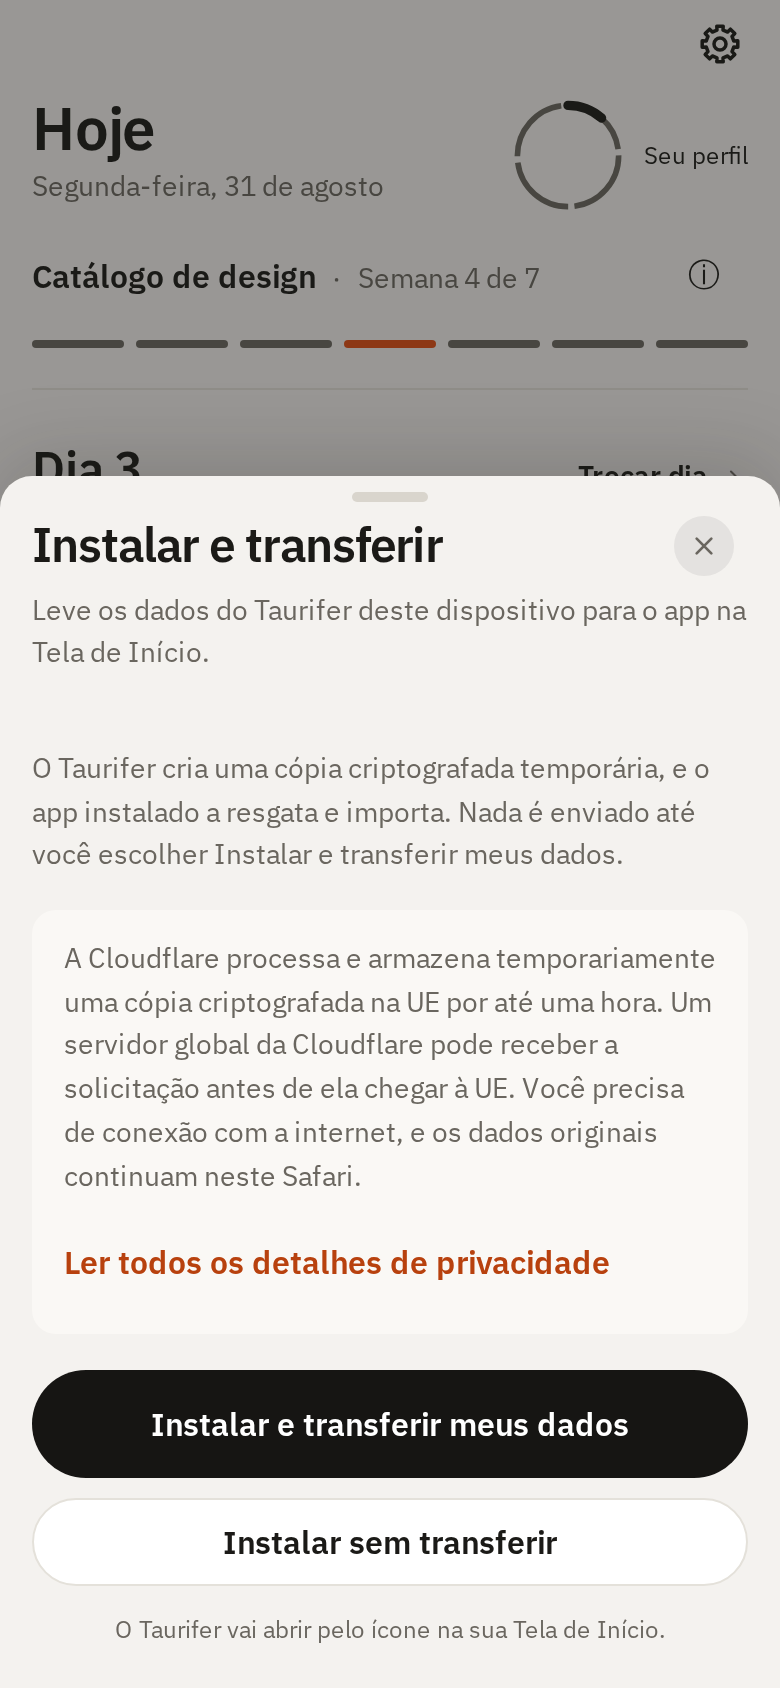 Hoje
Segunda-feira, 31 de agosto
Seu perfil
Catálogo de design · Semana 4 de 7
Dia 3
Trocar dia
Instalar e transferir
Leve os dados do Taurifer deste dispositivo para o app na
Tela de Início.
O Taurifer cria uma cópia criptografada temporária, e o
app instalado a resgata e importa. Nada é enviado até
você escolher Instalar e transferir meus dados.
A Cloudflare processa e armazena temporariamente
uma cópia criptografada na UE por até uma hora. Um
servidor global da Cloudflare pode receber a
solicitação antes de ela chegar à UE. Você precisa
de conexão com a internet, e os dados originais
continuam neste Safari.
Ler todos os detalhes de privacidade
Instalar e transferir meus dados
Instalar sem transferir
O Taurifer vai abrir pelo ícone na sua Tela de Início.